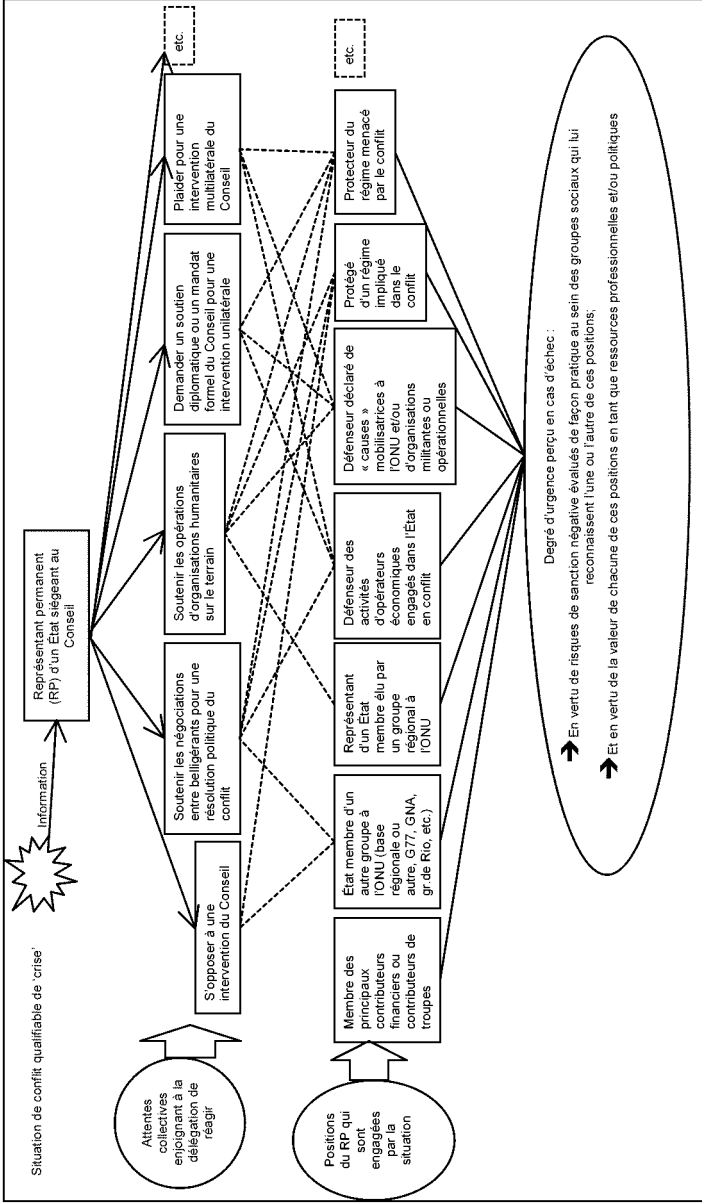 Situation de conflit qualifiable de 'crise'
Information
Représentant permanent
(RP) d'un État siégeant au
Conseil
Attentes
collectives
enjoignant à la
délégation de
réagir
S'opposer à une
intervention du Conseil
Soutenir les négociations
entre belligérants pour une
résolution politique du
conflit
Soutenir les opérations
d'organisations humanitaires
sur le terrain
Demander un soutien
diplomatique ou un mandat
formel du Conseil pour une
intervention unilatérale
Plaider pour une
intervention
multilatérale du
Conseil
etc.
Positions
du RP qui
sont
engagées
par la
situation
Membre des
principaux
contributeurs
financiers ou
contributeurs de
troupes
État membre d'un
autre groupe à
l'ONU (base
régionale ou
autre, G77, GNA,
gr.de Rio, etc.)
Représentant
d'un État
membre élu par
un groupe
régional à
l'ONU
Défenseur des
activités
d'opérateurs
économiques
engagés dans l'État
en conflit
Défenseur déclaré de
« causes »
mobilisatrices à
l'ONU et/ou
d'organisations
militantes ou
opérationnelles
Protégé
d'un régime
impliqué
dans le
conflit
Protecteur du
régime menacé
par le conflit
etc.
Degré d'urgence perçu en cas d'échec :
➔ En vertu de risques de sanction négative évalués de façon pratique au sein des groupes sociaux qui lui
reconnaissent l'une ou l'autre de ces positions;
➔ Et en vertu de la valeur de chacune de ces positions en tant que ressources professionnelles et/ou politiques